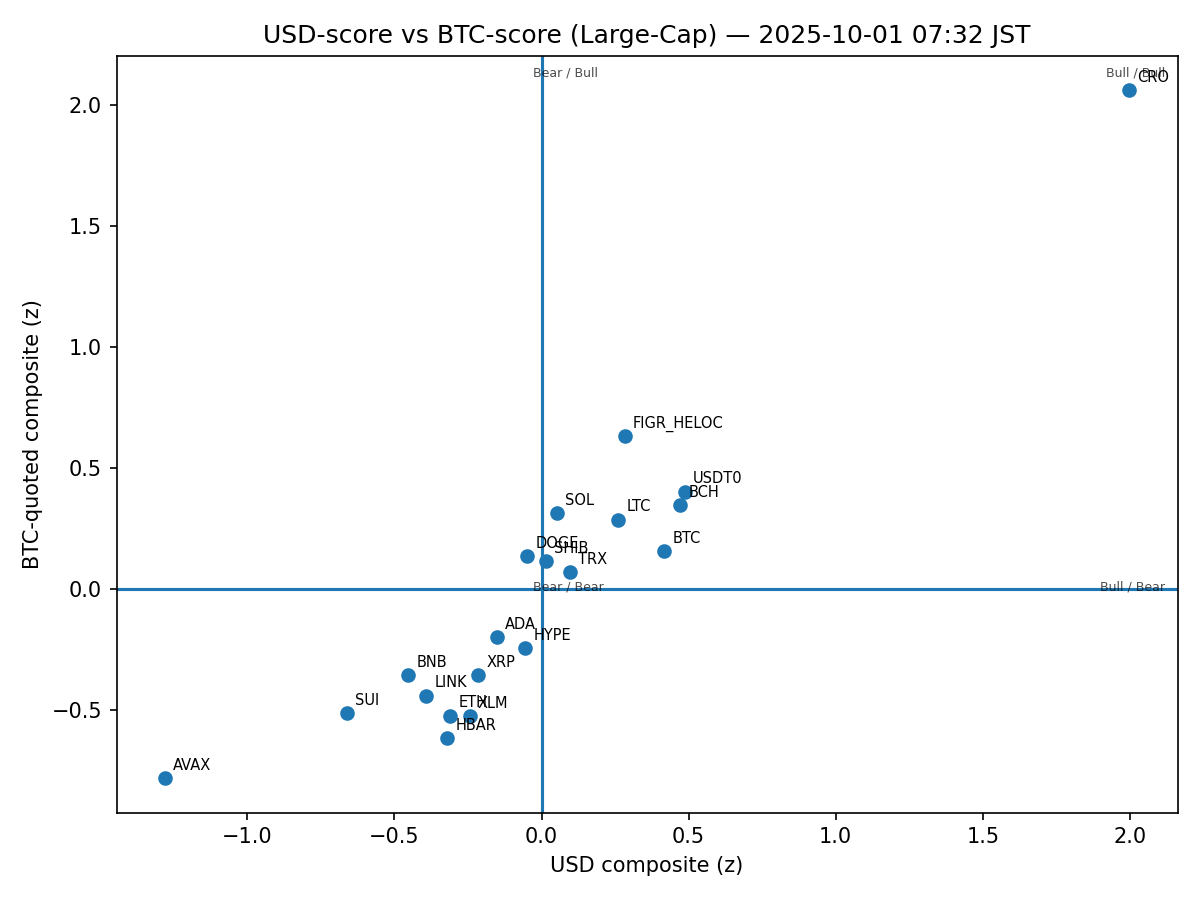 USD-score vs BTC-score (Large-Cap) — 2025-10-01 07:32 JST
Bear / Bull
Bull / Bull
CRO
2.0
1.5
1.0
0.5
0.0
−0.5
BTC-quoted composite (z)
FIGR_HELOC
USDT0
BCH
SOL
LTC
BTC
DOGE
SHIB
TRX
Bear / Bear
Bull / Bear
ADA
HYPE
BNB
XRP
LINK
SUI
ETH
XLM
HBAR
AVAX
−1.0
−0.5
0.0
0.5
1.0
1.5
2.0
USD composite (z)